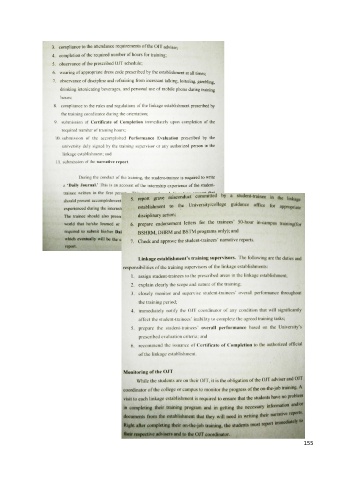 3. compliance to the attendance requirements of the OJT adviser;
4. completion of the required number of hours for training;
5. observance of the prescribed OJT schedule;
6. wearing of appropriate dress code prescribed by the establishment at all times;
7. observance of discipline and refraining from incessant talking, loitering, gambling,
drinking intoxicating beverages, and personal use of mobile phone during training
hours;
8. compliance to the rules and regulations of the linkage establishment prescribed by
the training coordinator during the orientation;
9. submission of Certificate of Completion immediately upon completion of the
required number of training hours;
10. submission of the accomplished Performance Evaluation prescribed by the
university duly signed by the training supervisor or any authorized person in the
linkage establishment; and
11. submission of the narrative report.
During the conduct of the training, the student-trainee is required to write
a "Daily Journal." This is an account of the internship experience of the student-
trainee written in the first
should present accomplishment
experienced during the
The trainee should also
world that he/she learned or
required to submit his/her
which eventually will be the
report.
5. report grave misconduct committed by a student-trainee in the linkage
establishment to the University/college guidance office for appropriate
disciplinary action;
6. prepare endorsement letters for the trainees' 50-hour in-campus training(for
BSHRM, IHRM and BSTM programs only); and
7. Check and approve the student-trainees' narrative reports.
Linkage establishment's training supervisors. The following are the duties and
responsibilities of the training supervisors of the linkage establishments:
1. assign student-trainees in the prescribed areas in the linkage establishment;
2. explain clearly the scope and nature of the training;
3. closely monitor and supervise student-trainees' overall performance throughout
the training period;
4. immediately notify the OJT coordinator of any condition that will significantly
affect the student-trainees' inability to complete the agreed training tasks;
5. prepare the student-trainees' overall performance based on the University's
prescribed evaluation criteria; and
6. recommend the issuance of Certificate of Completion to the authorized official
of the linkage establishment.
Monitoring of the OJT
While the students are on their OJT, it is the obligation of the OJT adviser and OJT
coordinator of the college or campus to monitor the progress of the on-the-job training. A
visit to each linkage establishment is required to ensure that the students have no problem
in completing their training program and in getting the necessary information and/or
documents from the establishment that they will need in writing their narrative reports.
Right after completing their on-the-job training, the students must report immediately to
their respective advisers and to the OJT coordinator.
155